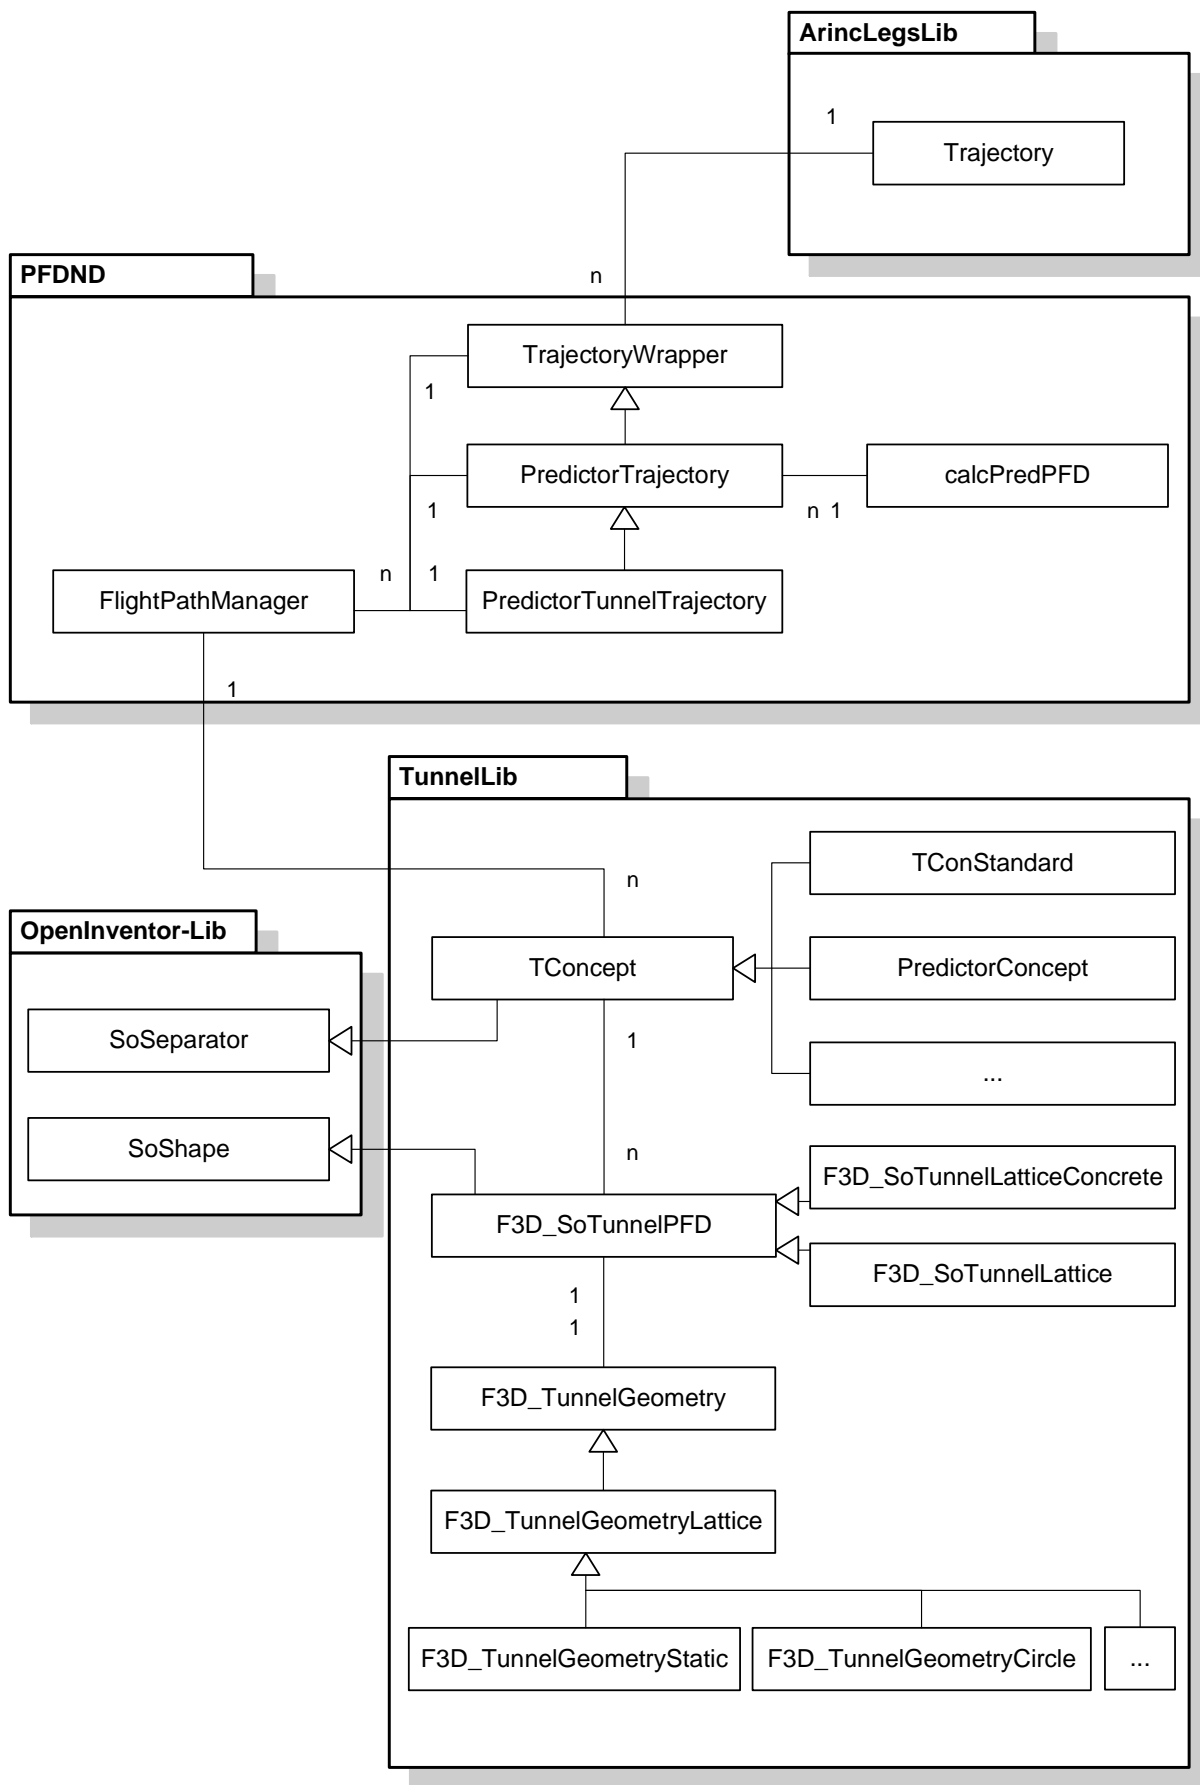 ArincLegsLib
1
Trajectory
PFDND
n
TrajectoryWrapper
1
PredictorTrajectory
calcPredPFD
1
n 1
n
1
FlightPathManager
PredictorTunnelTrajectory
1
TunnelLib
TConStandard
n
OpenInventor-Lib
TConcept
PredictorConcept
SoSeparator
1
...
SoShape
n
F3D_SoTunnelLatticeConcrete
F3D_SoTunnelPFD
F3D_SoTunnelLattice
1
1
F3D_TunnelGeometry
F3D_TunnelGeometryLattice
F3D_TunnelGeometryStatic
F3D_TunnelGeometryCircle
...